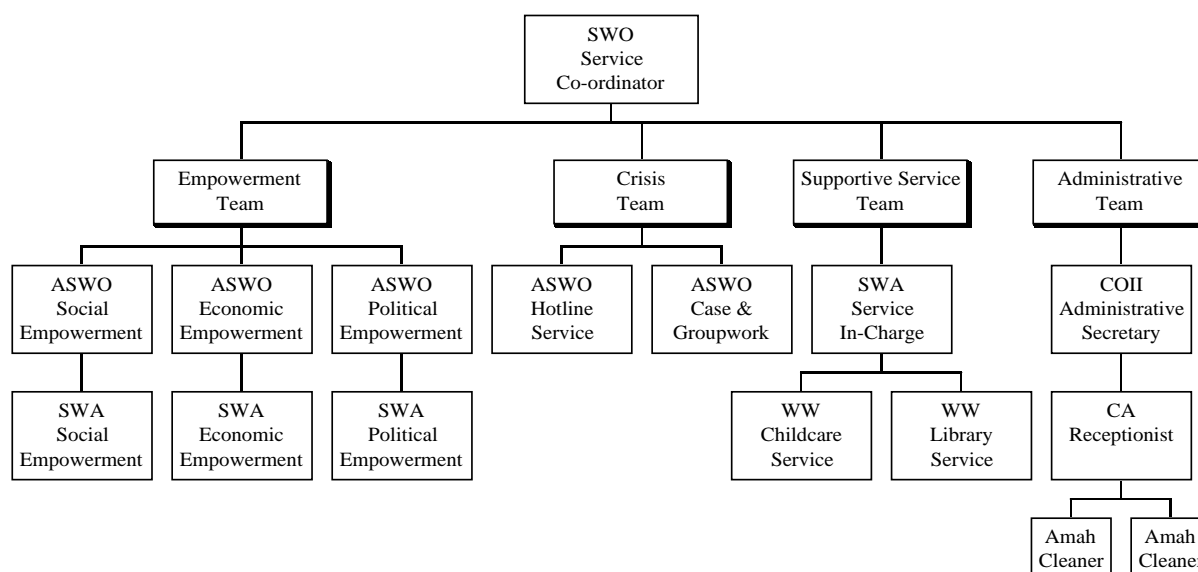 SWO
Service
Co-ordinator
Empowerment
Team
Crisis
Team
Supportive Service
Team
Administrative
Team
ASWO
Social
Empowerment
ASWO
Economic
Empowerment
ASWO
Political
Empowerment
ASWO
Hotline
Service
ASWO
Case &
Groupwork
SWA
Service
In-Charge
COII
Administrative
Secretary
SWA
Social
Empowerment
SWA
Economic
Empowerment
SWA
Political
Empowerment
WW
Childcare
Service
WW
Library
Service
CA
Receptionist
Amah
Cleaner
Amah
Cleaner